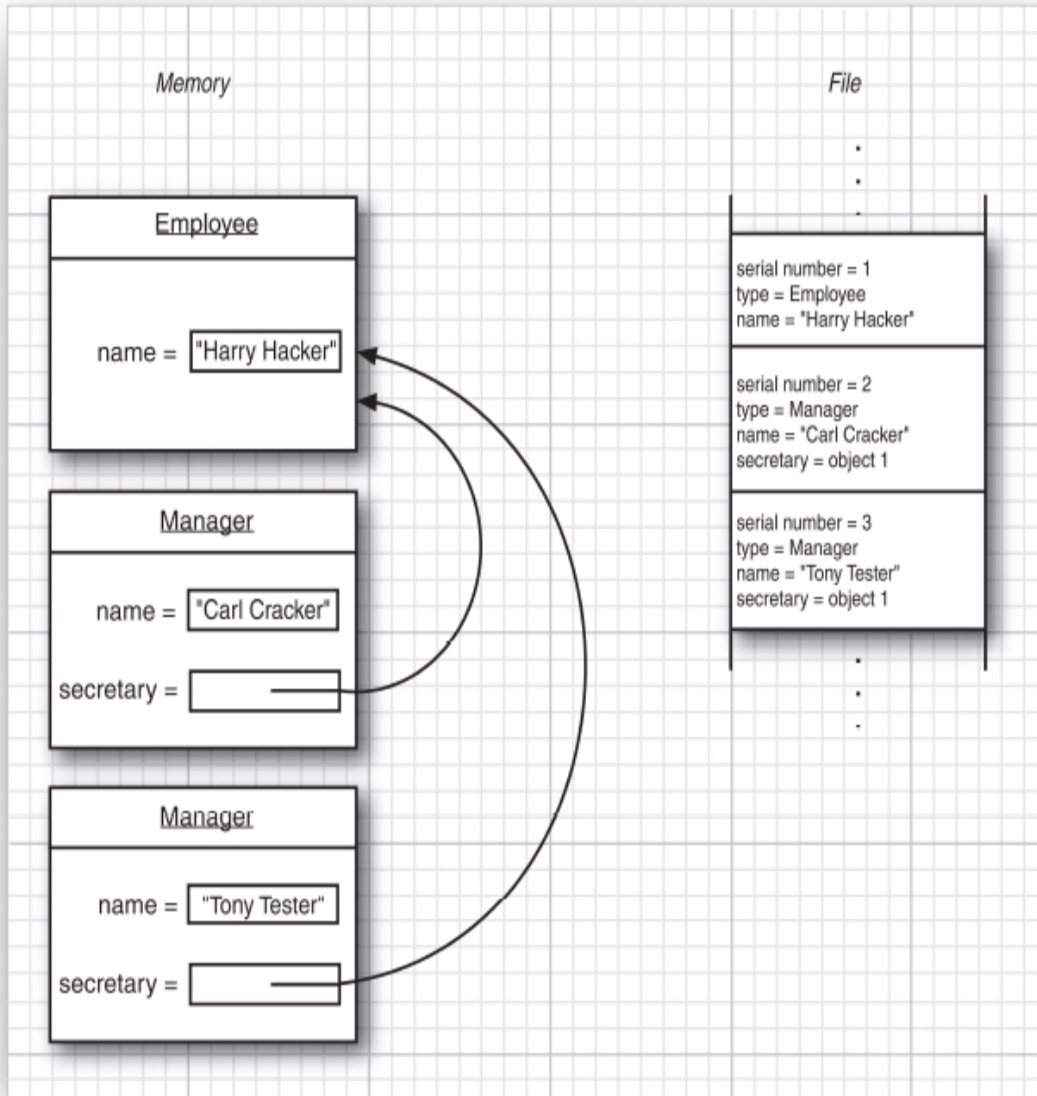 Memory
Employee
name = "Harry Hacker"
Manager
name = "Carl Cracker"
secretary =
Manager
name = "Tony Tester"
secretary =
File
serial number = 1
type = Employee
name = "Harry Hacker"
serial number = 2
type = Manager
name = "Carl Cracker"
secretary = object 1
serial number = 3
type = Manager
name = "Tony Tester"
secretary = object 1